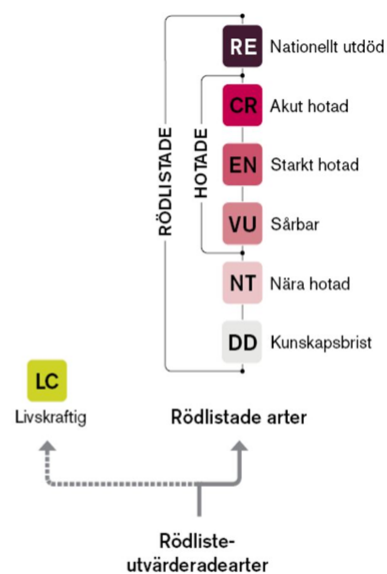 RE Nationellt utdöd
CR Akut hotad
EN Starkt hotad
VU Sårbar
NT Nära hotad
DD Kunskapsbrist
RÖDLISTADE
HOTADE
LC
Livskraftig
Rödlistade arter
Rödliste-
utvärderadearter